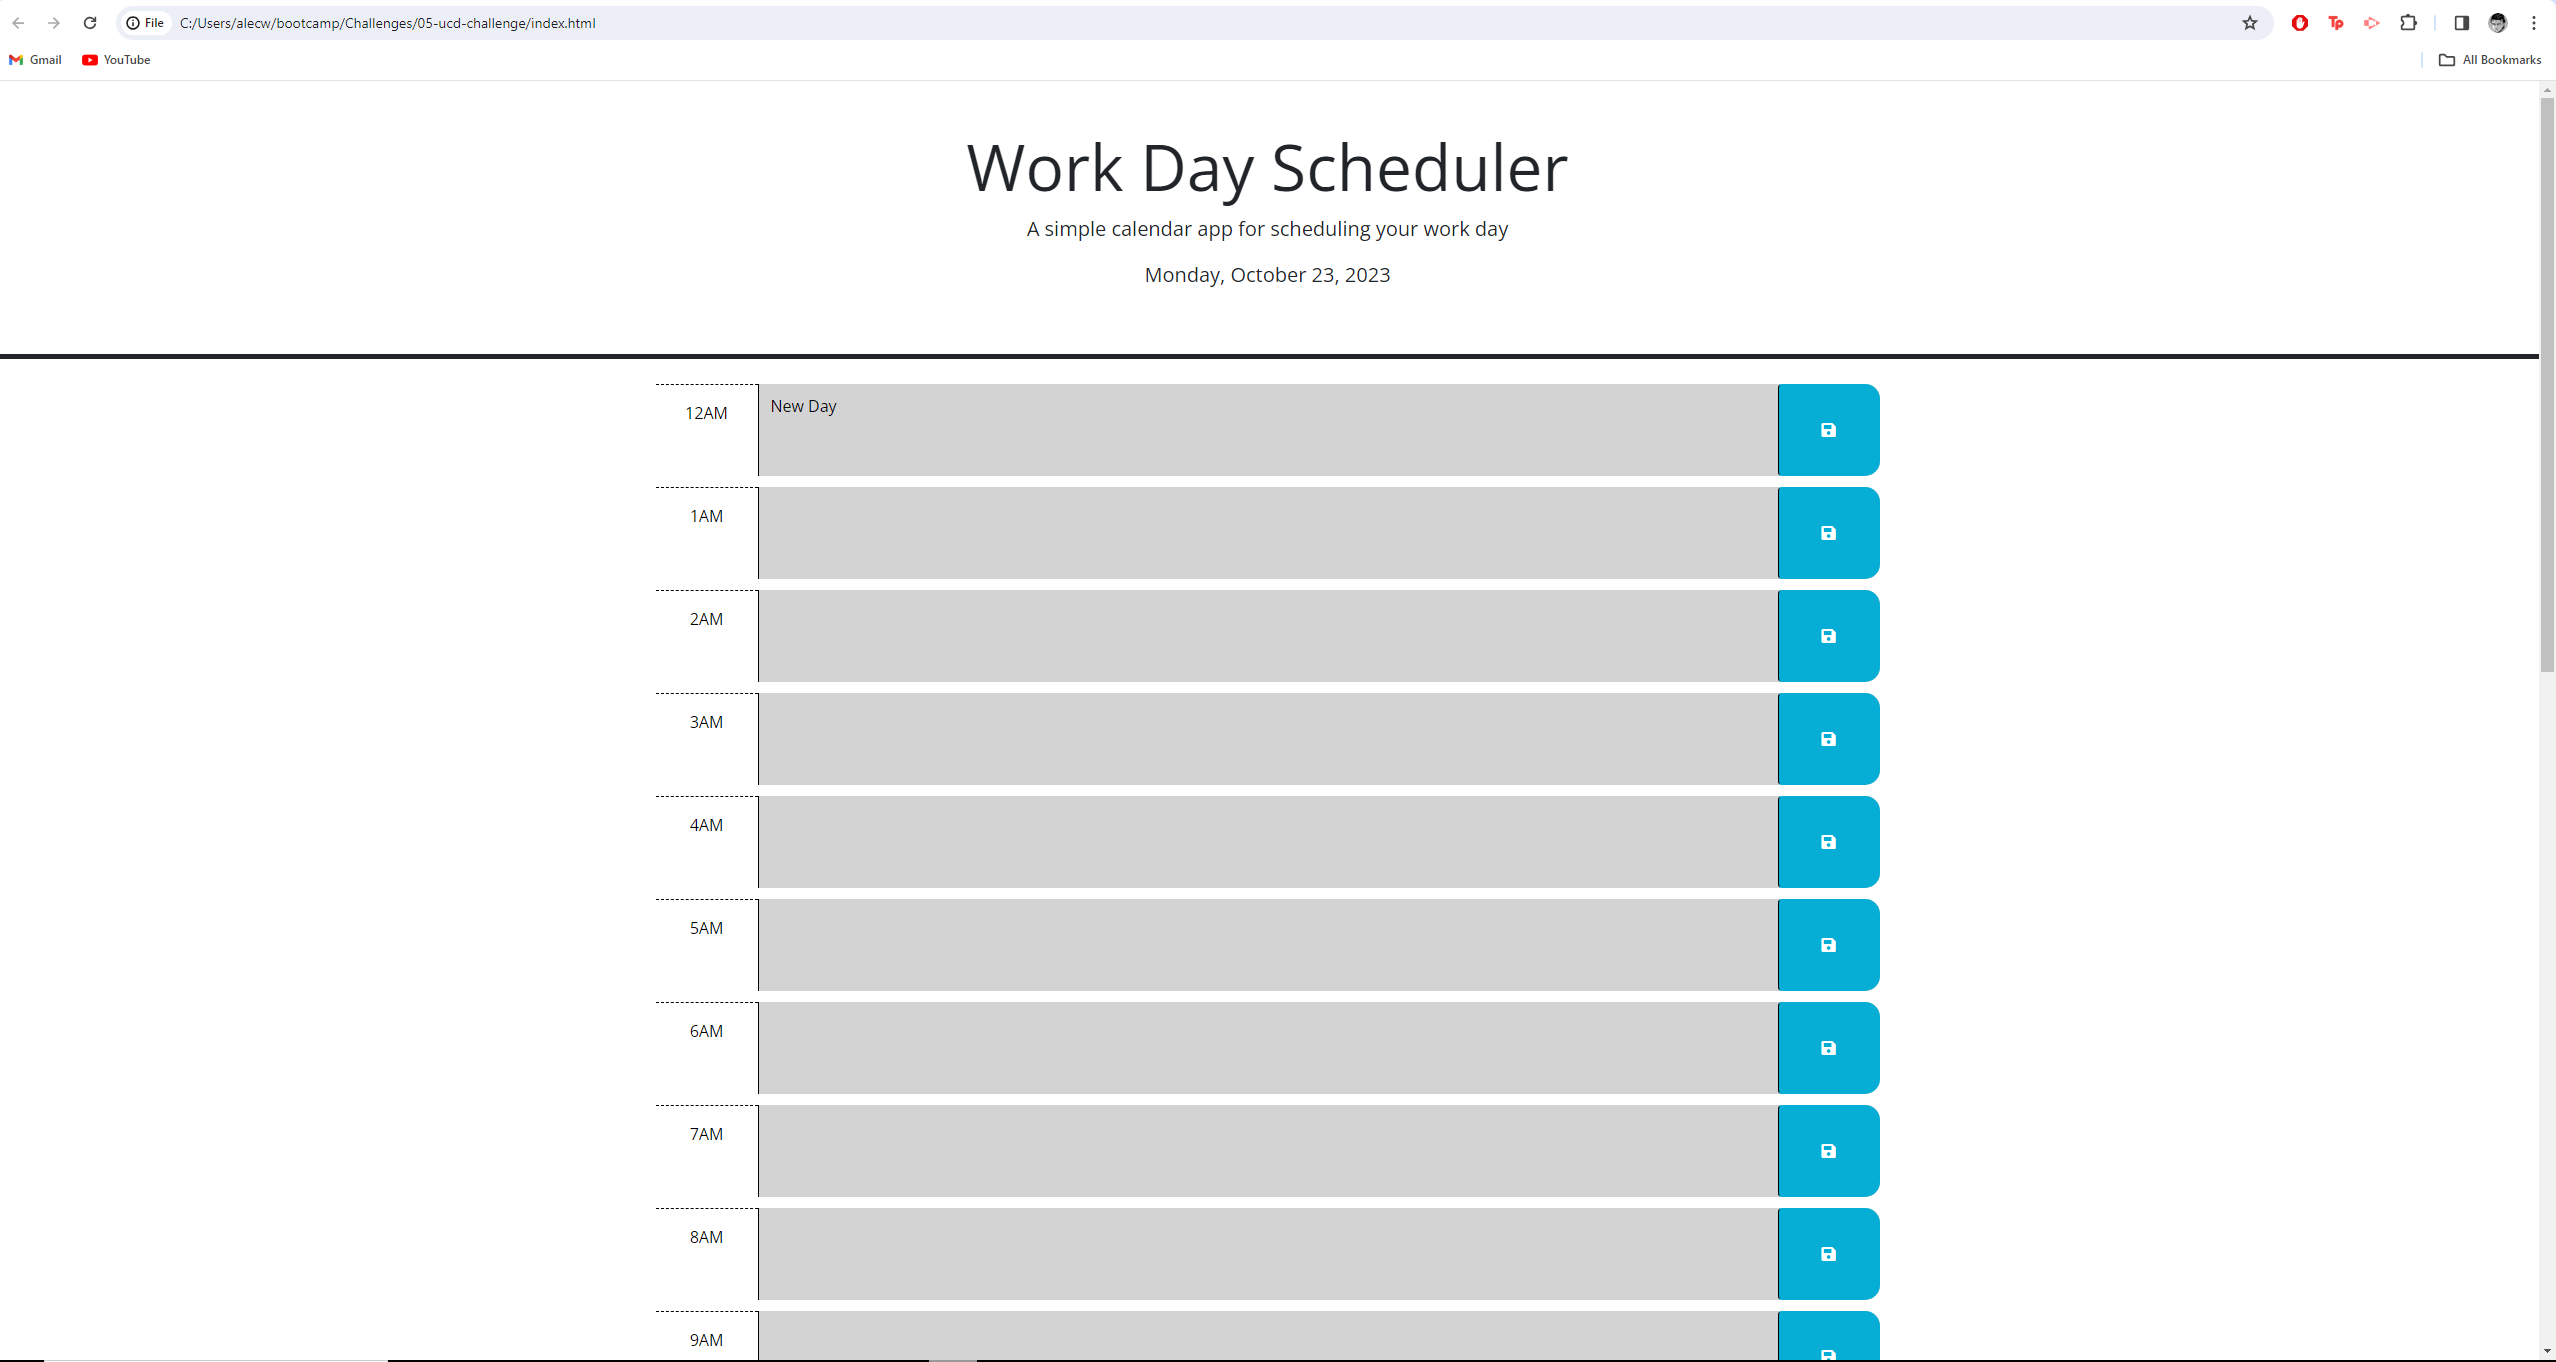 File C:/Users/alecw/bootcamp/Challenges/05-ucd-challenge/index.html
Gmail YouTube All Bookmarks
Work Day Scheduler
A simple calendar app for scheduling your work day
Monday, October 23, 2023
12AM New Day
1AM
2AM
3AM
4AM
5AM
6AM
7AM
8AM
9AM